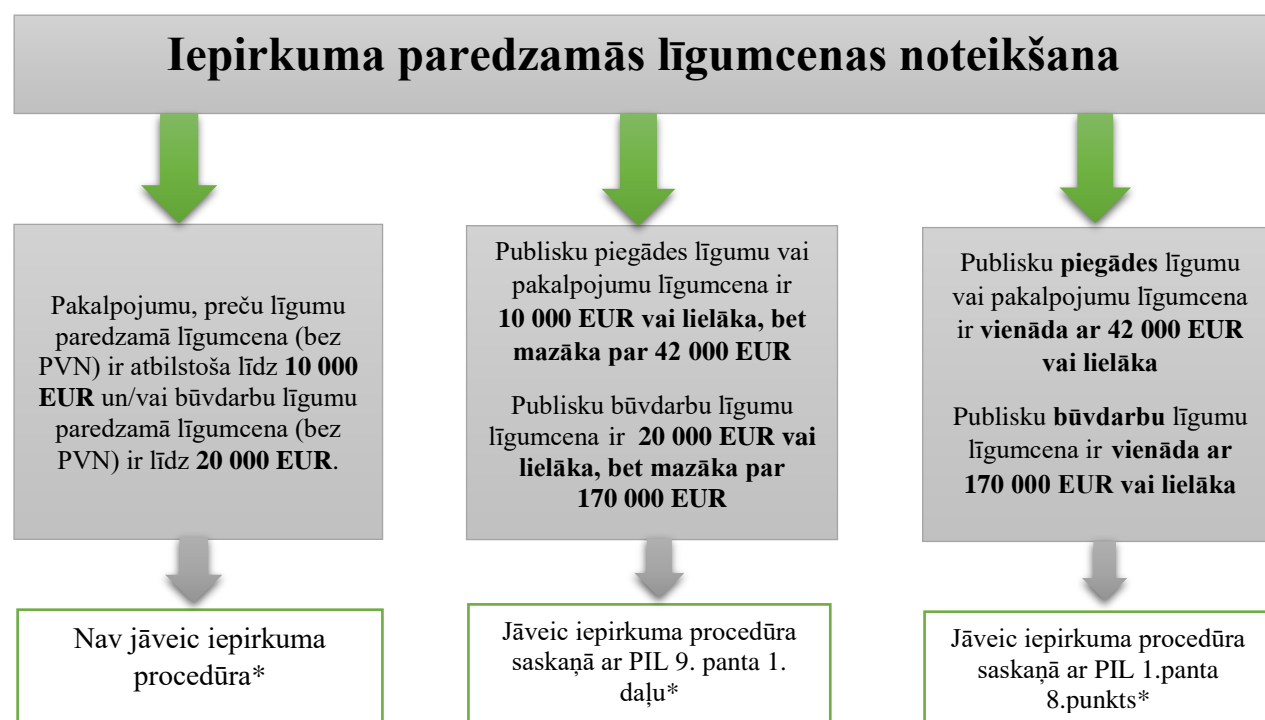 Iepirkuma paredzamās līgumcenas noteikšana
Pakalpojumu, preču līgumu
paredzamā līgumcena (bez
PVN) ir atbilstoša līdz 10 000
EUR un/vai būvdarbu līgumu
paredzamā līgumcena (bez
PVN) ir līdz 20 000 EUR.
Publisku piegādes līgumu vai
pakalpojumu līgumcena ir
10 000 EUR vai lielāka, bet
mazāka par 42 000 EUR
Publisku būvdarbu līgumu
līgumcena ir 20 000 EUR vai
lielāka, bet mazāka par
170 000 EUR
Publisku piegādes līgumu
vai pakalpojumu līgumcena
ir vienāda ar 42 000 EUR
vai lielāka
Publisku būvdarbu līgumu
līgumcena ir vienāda ar
170 000 EUR vai lielāka
Nav jāveic iepirkuma
procedūra*
Jāveic iepirkuma procedūra
saskaņā ar PIL 9. panta 1.
daļu*
Jāveic iepirkuma procedūra
saskaņā ar PIL 1.panta
8.punkts*